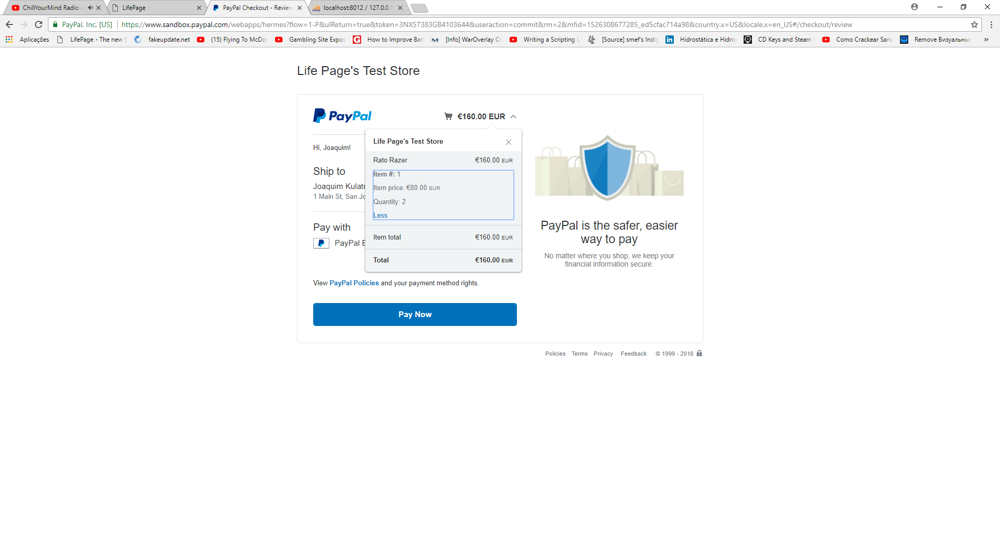 ChillYourMind Radio
LifePage
PayPal Checkout - Review
localhost:8012 / 127.0.0.1
PayPal, Inc. [US]
https://www.sandbox.paypal.com/webapps/hermes?flow=1-P&ulReturn=true&token=3NX57383GB4103644&useraction=commit&rm=2&mfid=1526308677285_ed5cfac714a98&country.x=US&locale.x=en_US#/checkout/review
Aplicações
LifePage - The new S
fakeupdate.net
(15) Flying To McDon
Gambling Site Expos
How to Improve Batt
[Info] WarOverlay Cr
Writing a Scripting L
[Source] smef's Indig
Hidrostática e Hidro
CD Keys and Steam
Como Crackear Sanc
Remove Визуальные
»
Life Page's Test Store
PayPal
€160.00 EUR
Life Page's Test Store
Hi, Joaquim!
Rato Razer €160.00 EUR
Ship to
Item #: 1
Joaquim Kulatr
Item price: €80.00 EUR
1 Main St, San Jo
Quantity: 2
Less
Pay with
PayPal B
Item total €160.00 EUR
Total €160.00 EUR
View PayPal Policies and your payment method rights.
Pay Now
PayPal is the safer, easier
way to pay
No matter where you shop, we keep your
financial information secure.
Policies Terms Privacy Feedback © 1999 - 2018